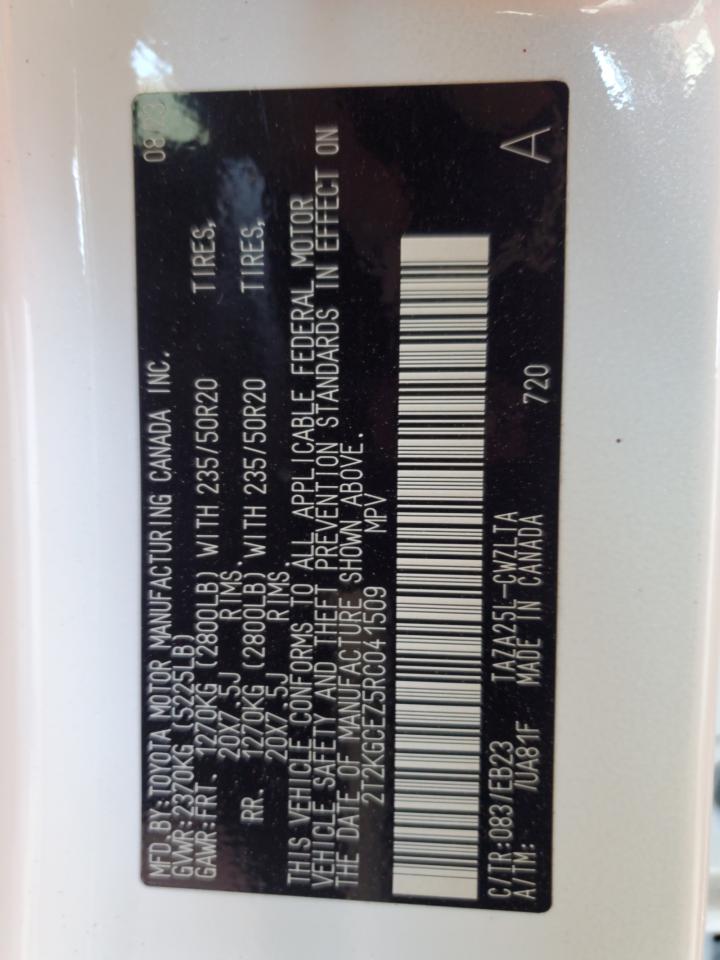 MFD.BY:TOYOTA MOTOR MANUFACTURING CANADA INC. 08/23
GVWR:2370KG (5225LB)
GAWR:FRT. 1270KG (2800LB) WITH 235/50R20 TIRES,
20X7.5J RIMS.
RR. 1270KG (2800LB) WITH 235/50R20 TIRES,
20X7.5J RIMS.
THIS VEHICLE CONFORMS TO ALL APPLICABLE FEDERAL MOTOR
VEHICLE SAFETY AND THEFT PREVENTION STANDARDS IN EFFECT ON
THE DATE OF MANUFACTURE SHOWN ABOVE.
2T2KGCEZ5RC041509 MPV
C/TR:083/EB23 TAZA25L-CWZLTA A
A/TM: /UA81F MADE IN CANADA 720